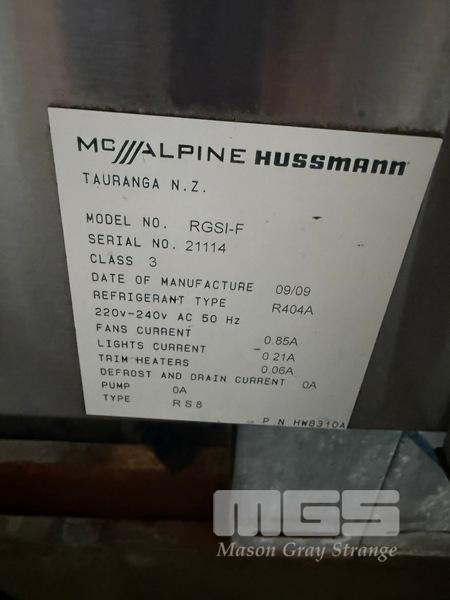 MC///ALPINE HUSSMANN
TAURANGA N.Z.
MODEL NO. RGSI-F
SERIAL NO. 21114
CLASS 3
DATE OF MANUFACTURE 09/09
REFRIGERANT TYPE R404A
220v-240v AC 50 Hz
FANS CURRENT 0.85A
LIGHTS CURRENT 0.21A
TRIM HEATERS 0.06A
DEFROST AND DRAIN CURRENT 0A
PUMP 0A
TYPE RS8
P N HW8310A
MGS
Mason Gray Strange